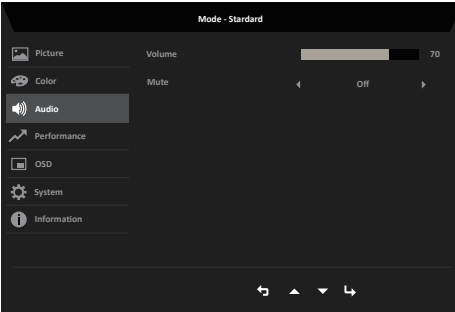 Mode - Stardard
Picture
Volume 70
Color
Mute Off
Audio
Performance
OSD
System
Information